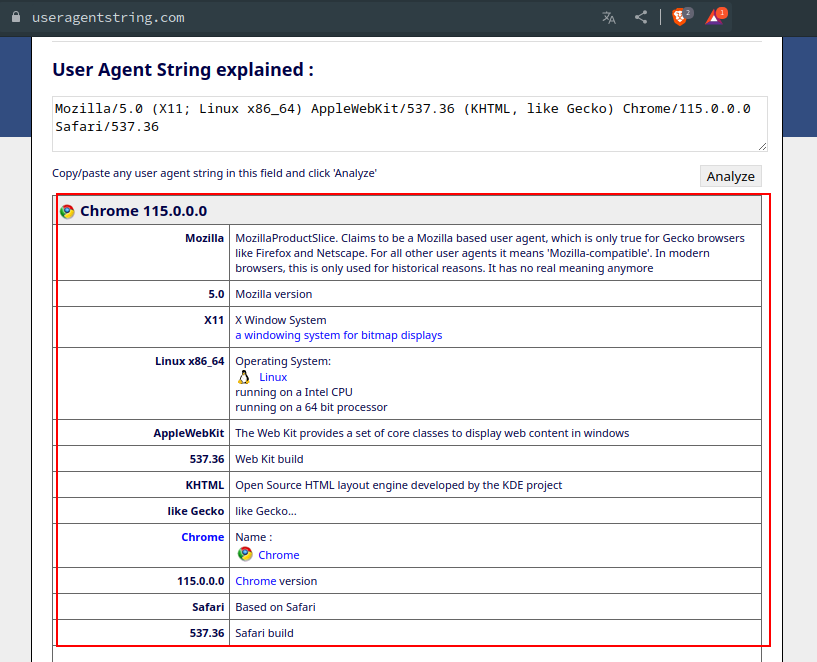 useragentstring.com
2
1
User Agent String explained :
Mozilla/5.0 (X11; Linux x86_64) AppleWebKit/537.36 (KHTML, like Gecko) Chrome/115.0.0.0
Safari/537.36
Copy/paste any user agent string in this field and click 'Analyze'
Analyze
Chrome 115.0.0.0
Mozilla
MozillaProductSlice. Claims to be a Mozilla based user agent, which is only true for Gecko browsers
like Firefox and Netscape. For all other user agents it means 'Mozilla-compatible'. In modern
browsers, this is only used for historical reasons. It has no real meaning anymore
5.0
Mozilla version
X11
X Window System
a windowing system for bitmap displays
Linux x86_64
Operating System:
Linux
running on a Intel CPU
running on a 64 bit processor
AppleWebKit
The Web Kit provides a set of core classes to display web content in windows
537.36
Web Kit build
KHTML
Open Source HTML layout engine developed by the KDE project
like Gecko
like Gecko...
Chrome
Name :
Chrome
115.0.0.0
Chrome version
Safari
Based on Safari
537.36
Safari build